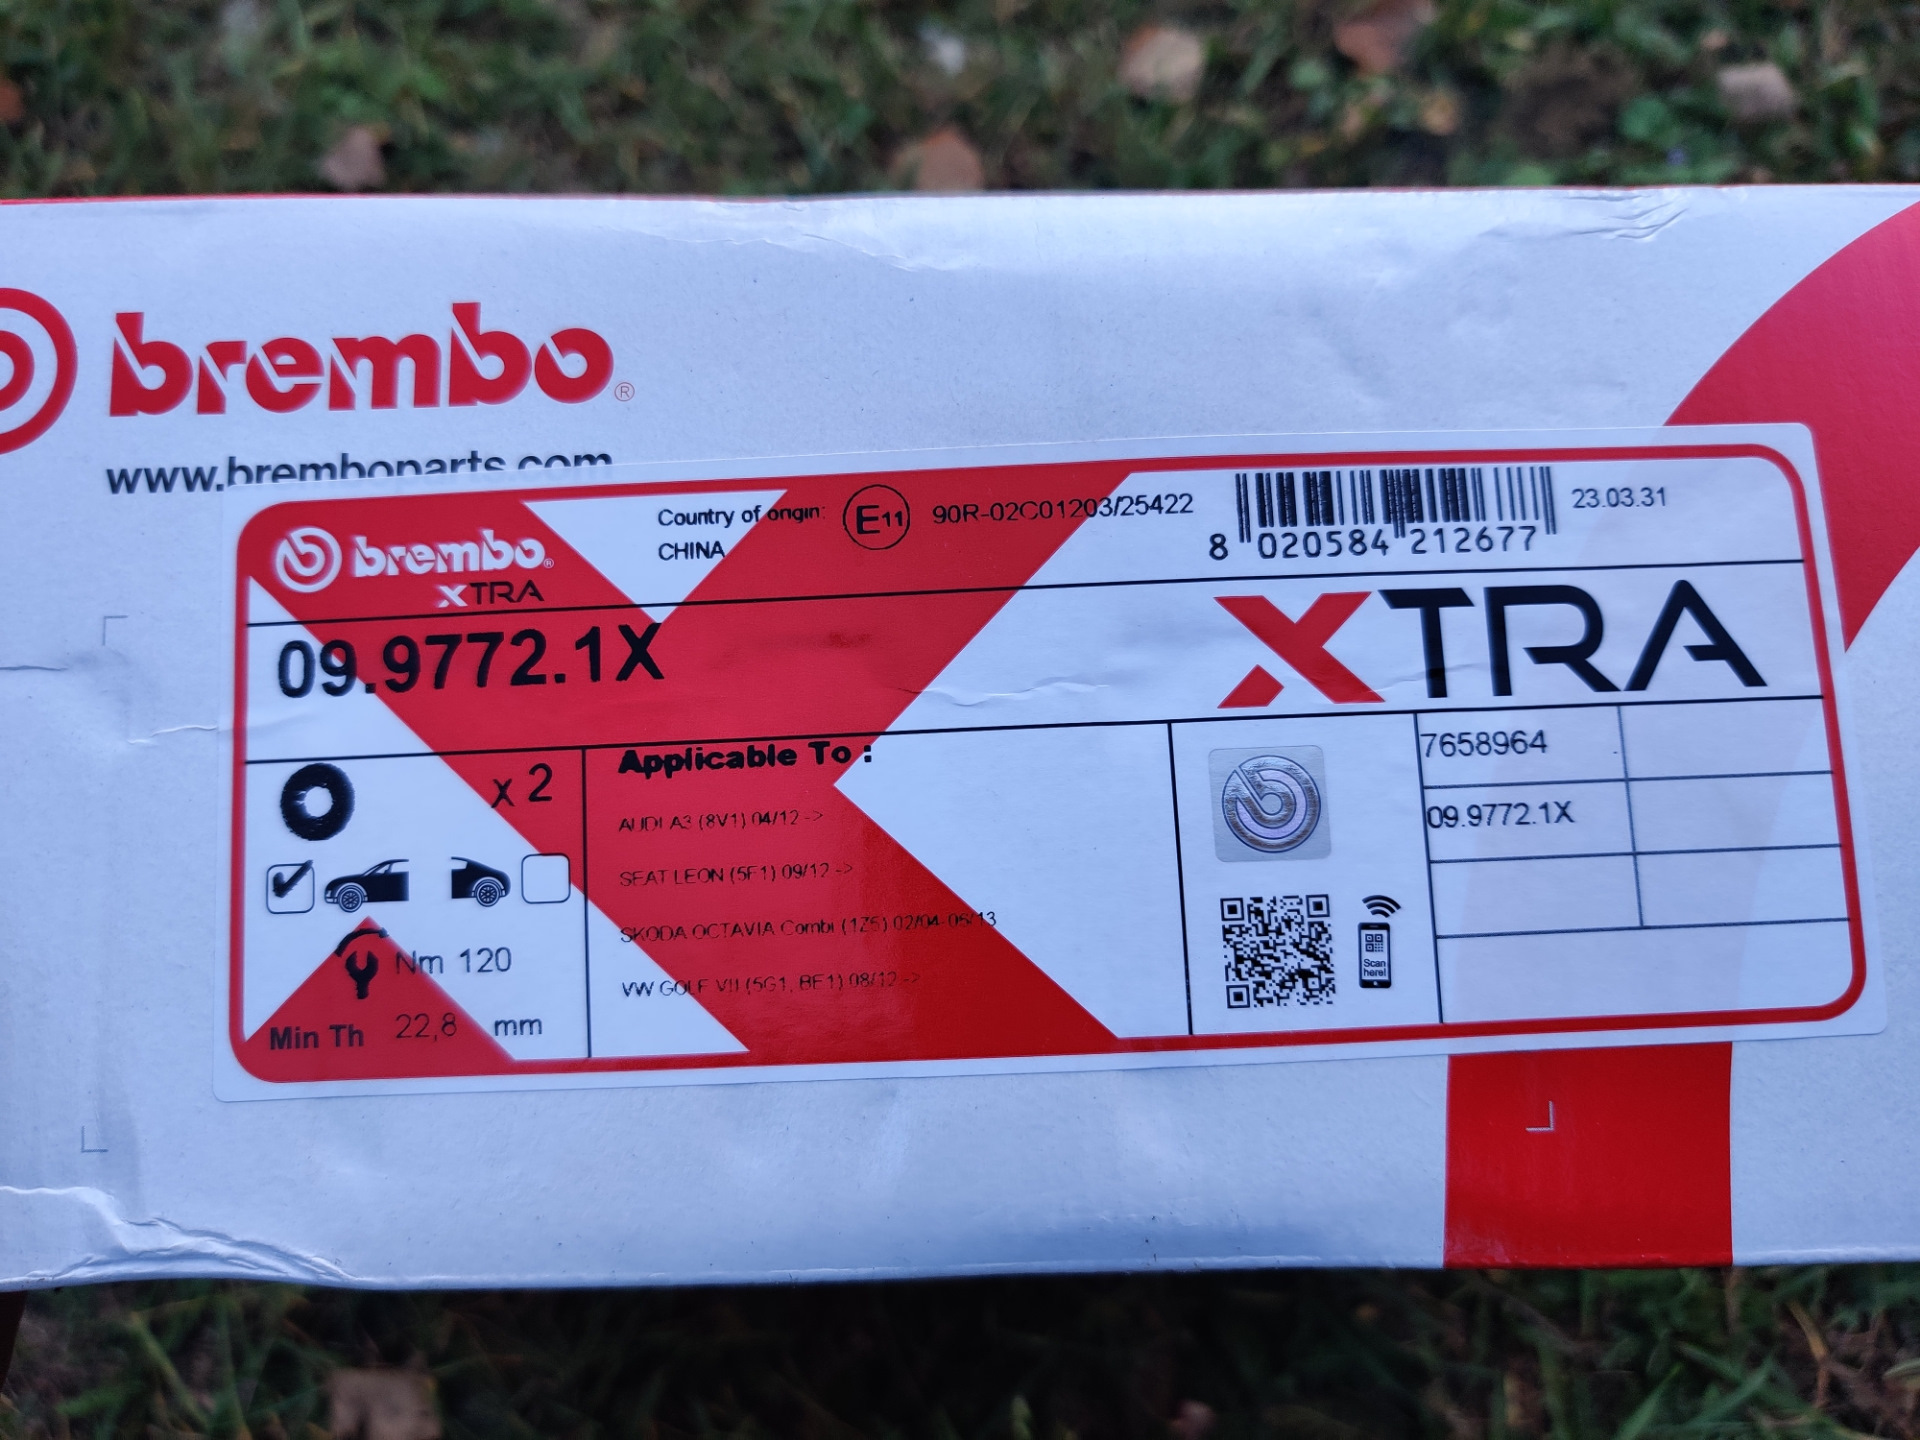 brembo®
www.bremboparts.com
brembo®
XTRA
Country of origin:
CHINA
E11
90R-02C01203/25422
8 020584 212677
23.03.31
09.9772.1X
XTRA
x 2
Nm 120
Min Th 22,8 mm
Applicable To :
AUDI A3 (8V1) 04/12 ->
SEAT LEON (5F1) 09/12 ->
SKODA OCTAVIA Combi (1Z5) 02/04-06/13
VW GOLF VII (5G1, BE1) 08/12->
Scan
here!
7658964
09.9772.1X